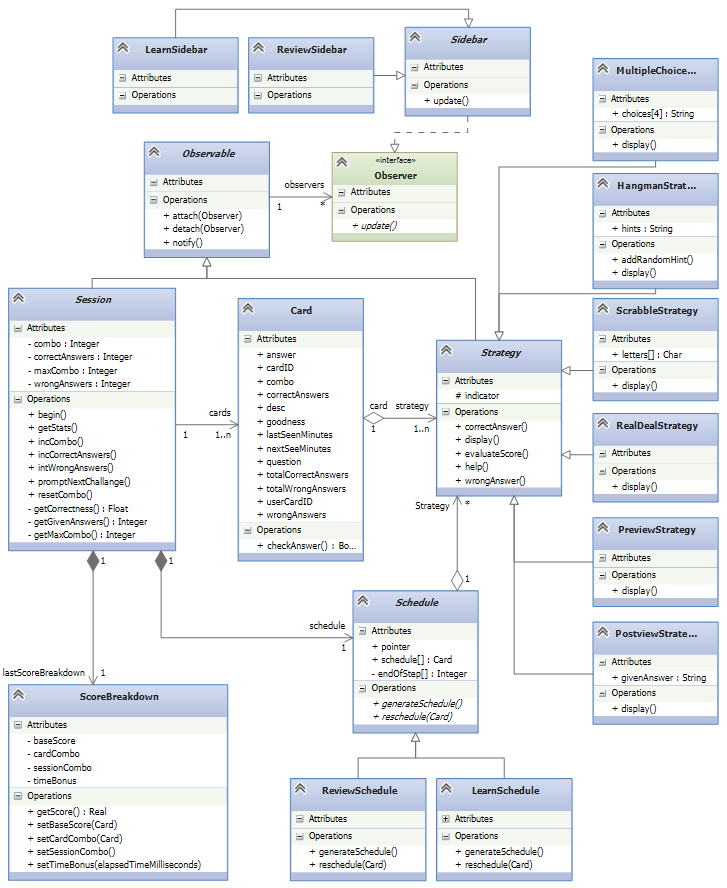 LearnSidebar
Attributes
Operations
ReviewSidebar
Attributes
Operations
Sidebar
Attributes
Operations
+ update()
MultipleChoice...
Attributes
+ choices[4] : String
Operations
+ display()
Observable
Attributes
Operations
+ attach(Observer)
+ detach(Observer)
+ notify()
observers
1
*
«interface»
Observer
Attributes
Operations
+ update()
HangmanStrat...
Attributes
+ hints : String
Operations
+ addRandomHint()
+ display()
Session
Attributes
- combo : Integer
- correctAnswers : Integer
- maxCombo : Integer
- wrongAnswers : Integer
Operations
+ begin()
+ getStats()
+ incCombo()
+ incCorrectAnswers()
+ intWrongAnswers()
+ promptNextChallange()
+ resetCombo()
- getCorrectness() : Float
- getGivenAnswers() : Integer
- getMaxCombo() : Integer
cards
1
1..n
Card
Attributes
+ answer
+ cardID
+ combo
+ correctAnswers
+ desc
+ goodness
+ lastSeenMinutes
+ nextSeeMinutes
+ question
+ totalCorrectAnswers
+ totalWrongAnswers
+ userCardID
+ wrongAnswers
Operations
+ checkAnswer() : Bo...
card
strategy
1
1..n
Strategy
Attributes
# indicator
Operations
+ correctAnswer()
+ display()
+ evaluateScore()
+ help()
+ wrongAnswer()
ScrabbleStrategy
Attributes
+ letters[] : Char
Operations
+ display()
RealDealStrategy
Attributes
Operations
+ display()
Strategy
*
1
PreviewStrategy
Attributes
Operations
+ display()
1
1
schedule
1
Schedule
Attributes
+ pointer
+ schedule[] : Card
- endOfStep[] : Integer
Operations
+ generateSchedule()
+ reschedule(Card)
PostviewStrate...
Attributes
+ givenAnswer : String
Operations
+ display()
lastScoreBreakdown
1
ScoreBreakdown
Attributes
- baseScore
- cardCombo
- sessionCombo
- timeBonus
Operations
+ getScore() : Real
+ setBaseScore(Card)
+ setCardCombo(Card)
+ setSessionCombo()
+ setTimeBonus(elapsedTimeMilliseconds)
ReviewSchedule
Attributes
Operations
+ generateSchedule()
+ reschedule(Card)
LearnSchedule
Attributes
Operations
+ generateSchedule()
+ reschedule(Card)